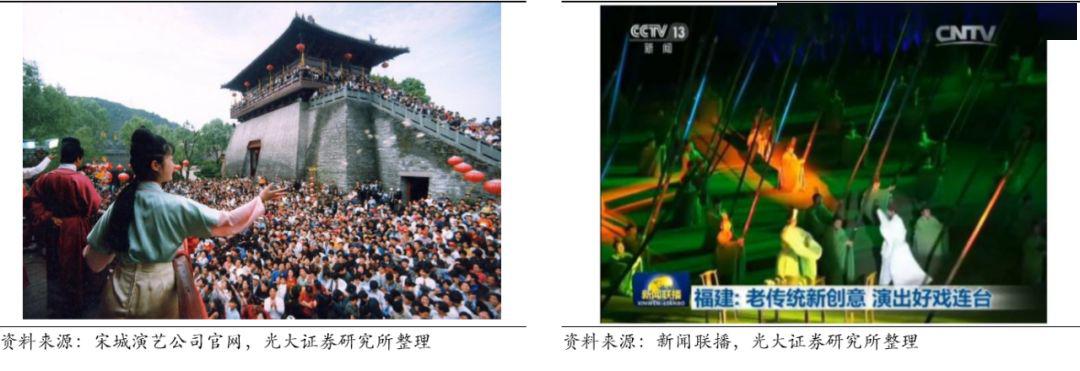 CCTV 13
新闻
CNTV
新闻联播
XINWEN LIANBO
福建: 老传统新创意 演出好戏连台
资料来源：宋城演艺公司官网，光大证券研究所整理
资料来源：新闻联播，光大证券研究所整理